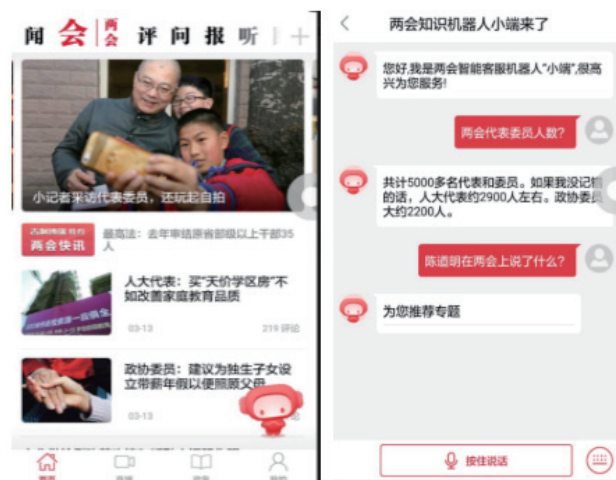 闻 会 两会 评 问 报 听
小记者采访代表委员，还玩起自拍
两会快讯
最高法：去年审结原省部级以上干部35
人
人大代表：买“天价学区房”不
如改善家庭教育品质
03-13
219 评论
政协委员：建议为独生子女设
立带薪年假以便照顾父母
03-13
两会知识机器人小端来了
您好,我是两会智能客服机器人"小端",很高
兴为您服务!
两会代表委员人数?
共计5000多名代表和委员。如果我没记错
的话，人大代表约2900人左右。政协委员
大约2200人。
陈道明在两会上说了什么?
为您推荐专题
按住说话